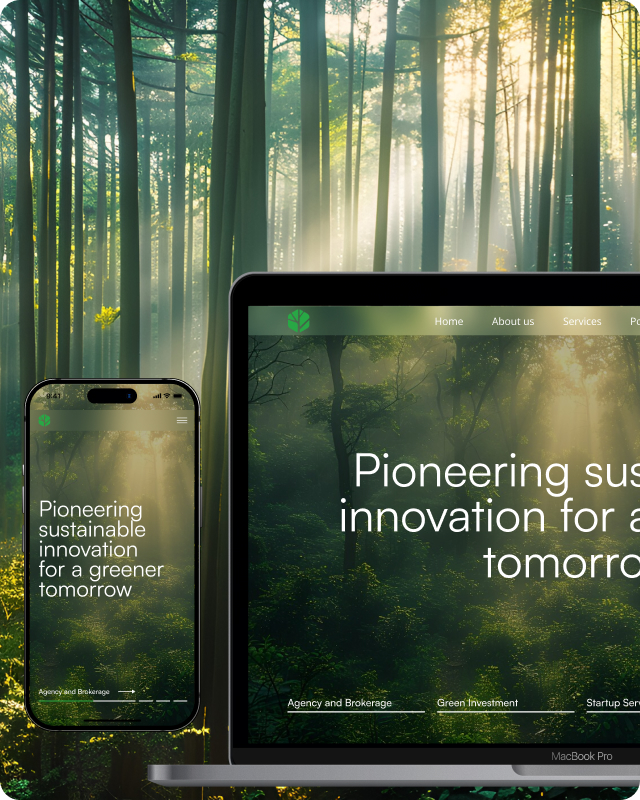 Home About us Services Po
Pioneering sus
innovation for a
tomorro
Agency and Brokerage Green Investment Startup Serv
MacBook Pro
9:41
Pioneering
sustainable
innovation
for a greener
tomorrow
Agency and Brokerage